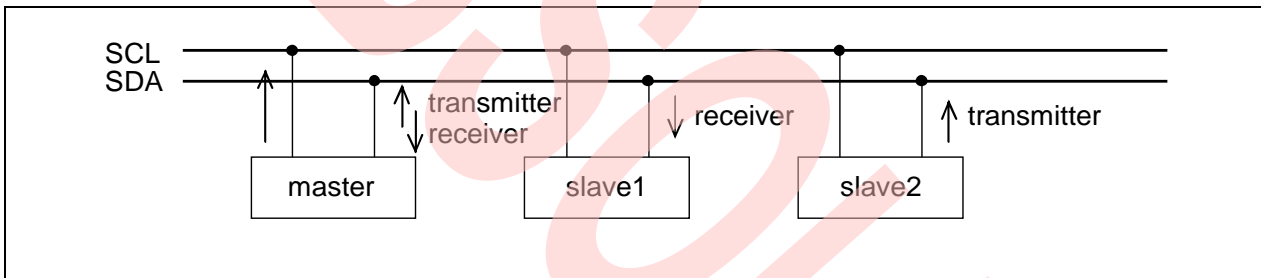 SCL
SDA
transmitter
receiver
receiver
transmitter
master
slave1
slave2